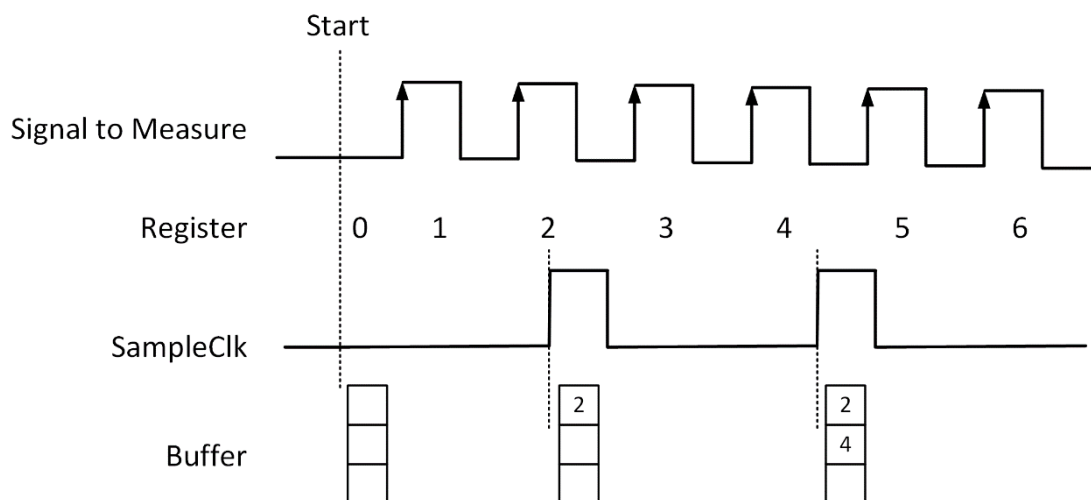 Start
Signal to Measure
Register 0 1 2 3 4 5 6
SampleClk
2 2
4
Buffer